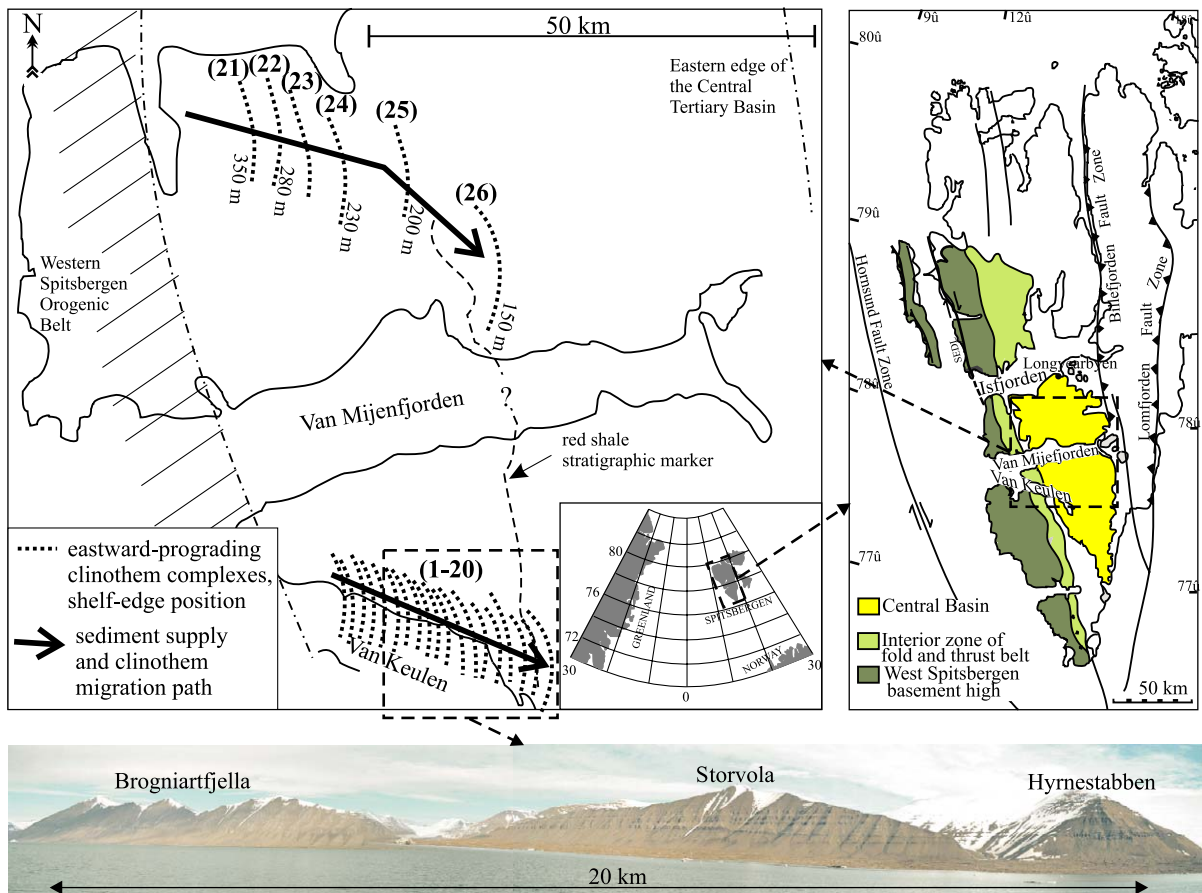 N
50 km
Eastern edge of
the Central
Tertiary Basin
(21)
(22)
(23)
(24)
(25)
(26)
350 m
280 m
230 m
200 m
150 m
Western
Spitsbergen
Orogenic
Belt
Van Mijenfjorden
?
red shale
stratigraphic marker
eastward-prograding
clinothem complexes,
shelf-edge position
sediment supply
and clinothem
migration path
(1-20)
Van Keulen
80
76
72
30
0
30
GREENLAND
SPITSBERGEN
NORWAY
9û
12û
18û
80û
79û
78û
77û
78û
77û
Hornsund Fault Zone
SEDL
Billefjorden Fault Zone
Lomfjorden Fault Zone
Longyearbyen
Isfjorden
Van Mijefjorden
Van Keulen
Central Basin
Interior zone of
fold and thrust belt
West Spitsbergen
basement high
50 km
Brogniartfjella
Storvola
Hyrnestabben
20 km